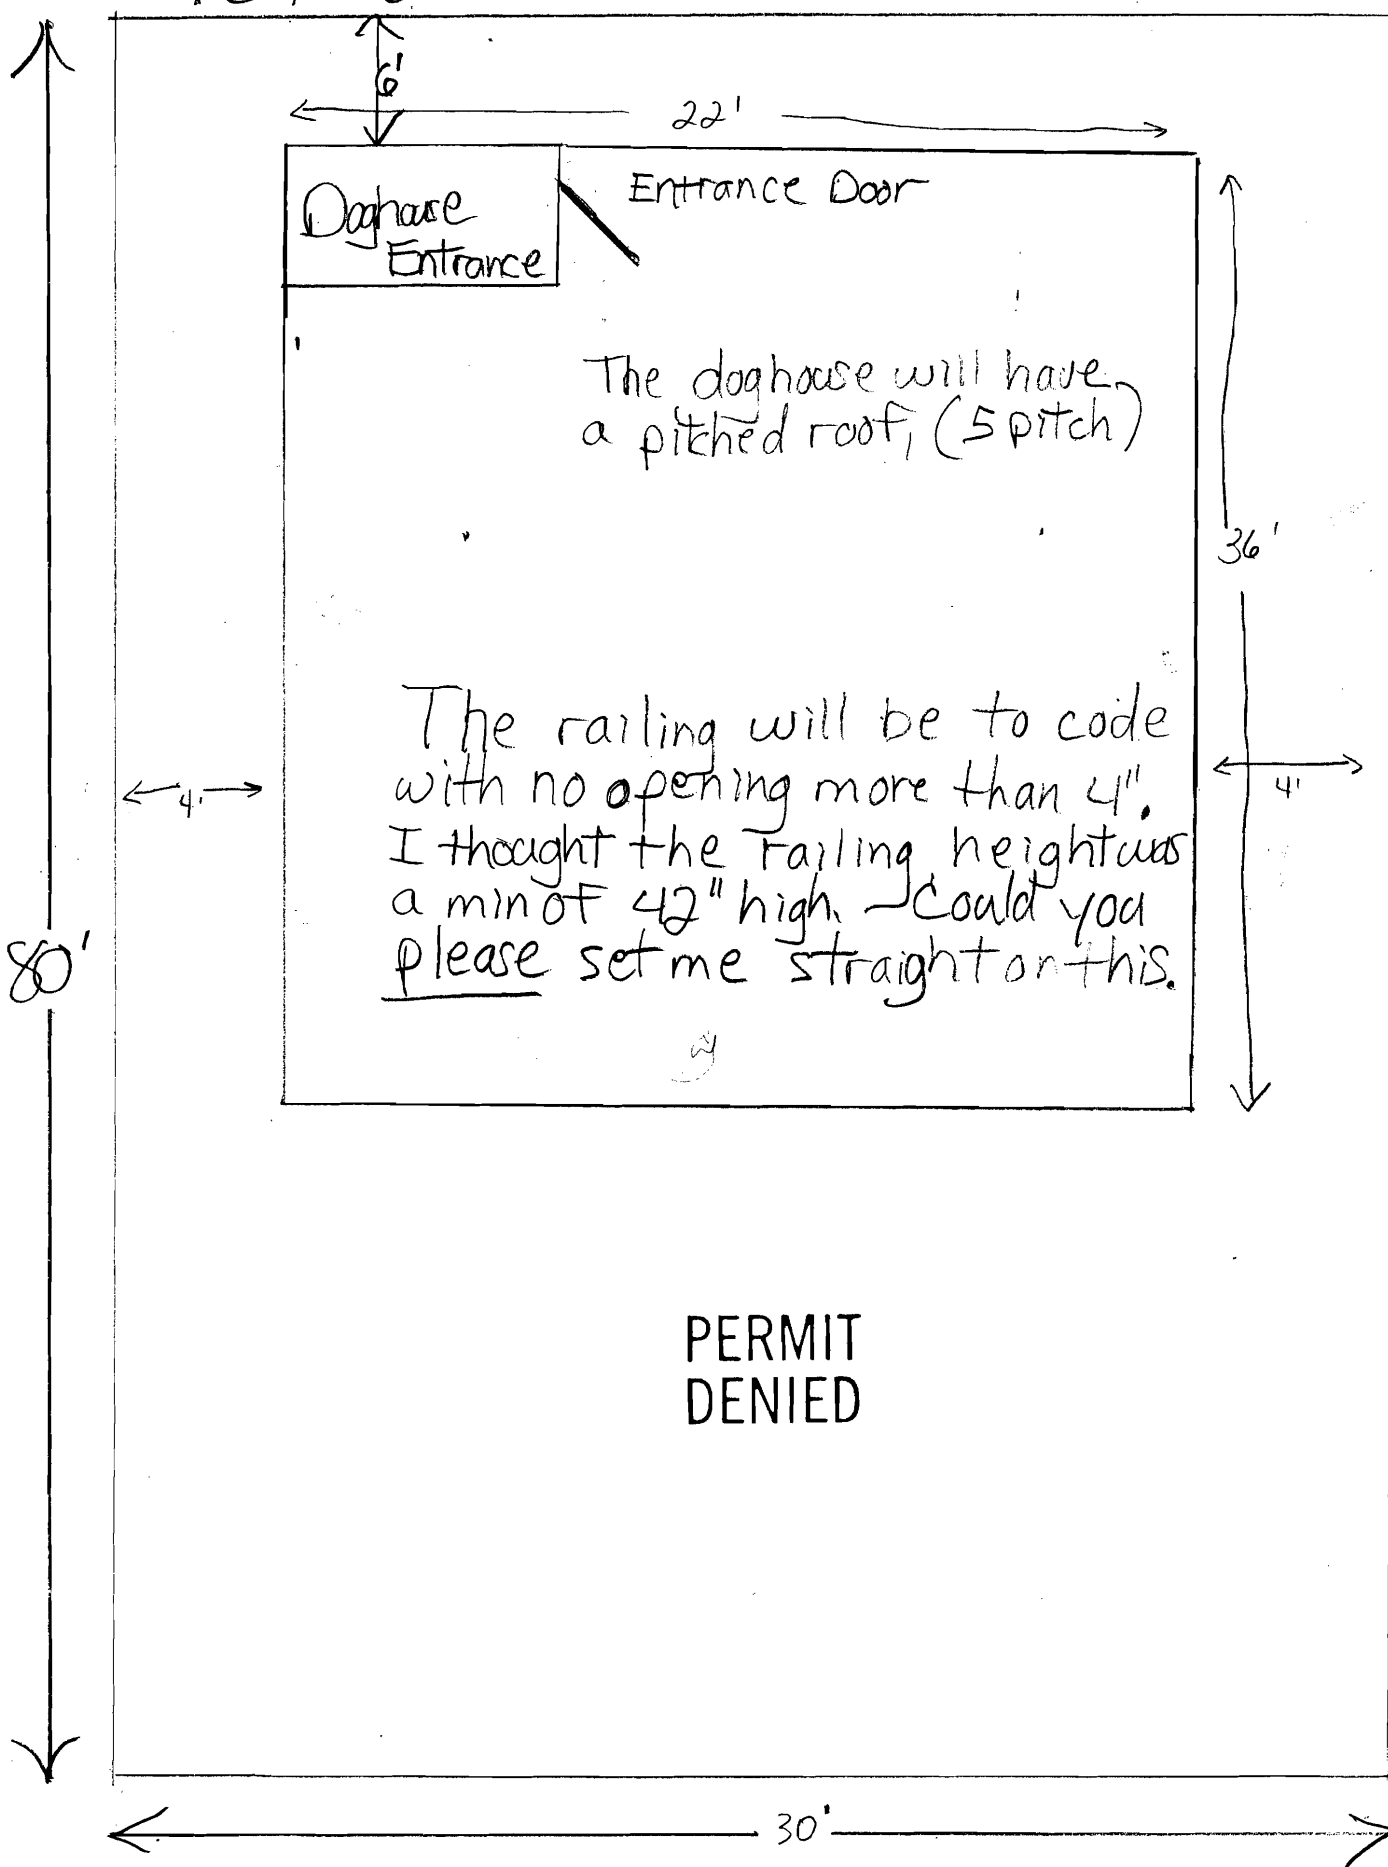 6'
22'
Doghouse
Entrance
Entrance Door
The doghouse will have
a pitched roof, (5 pitch)
36'
The railing will be to code
with no opening more than 4".
I thought the railing height was
a min of 42" high. - Could you
please set me straight on this.
4'
4'
80'
PERMIT
DENIED
30'